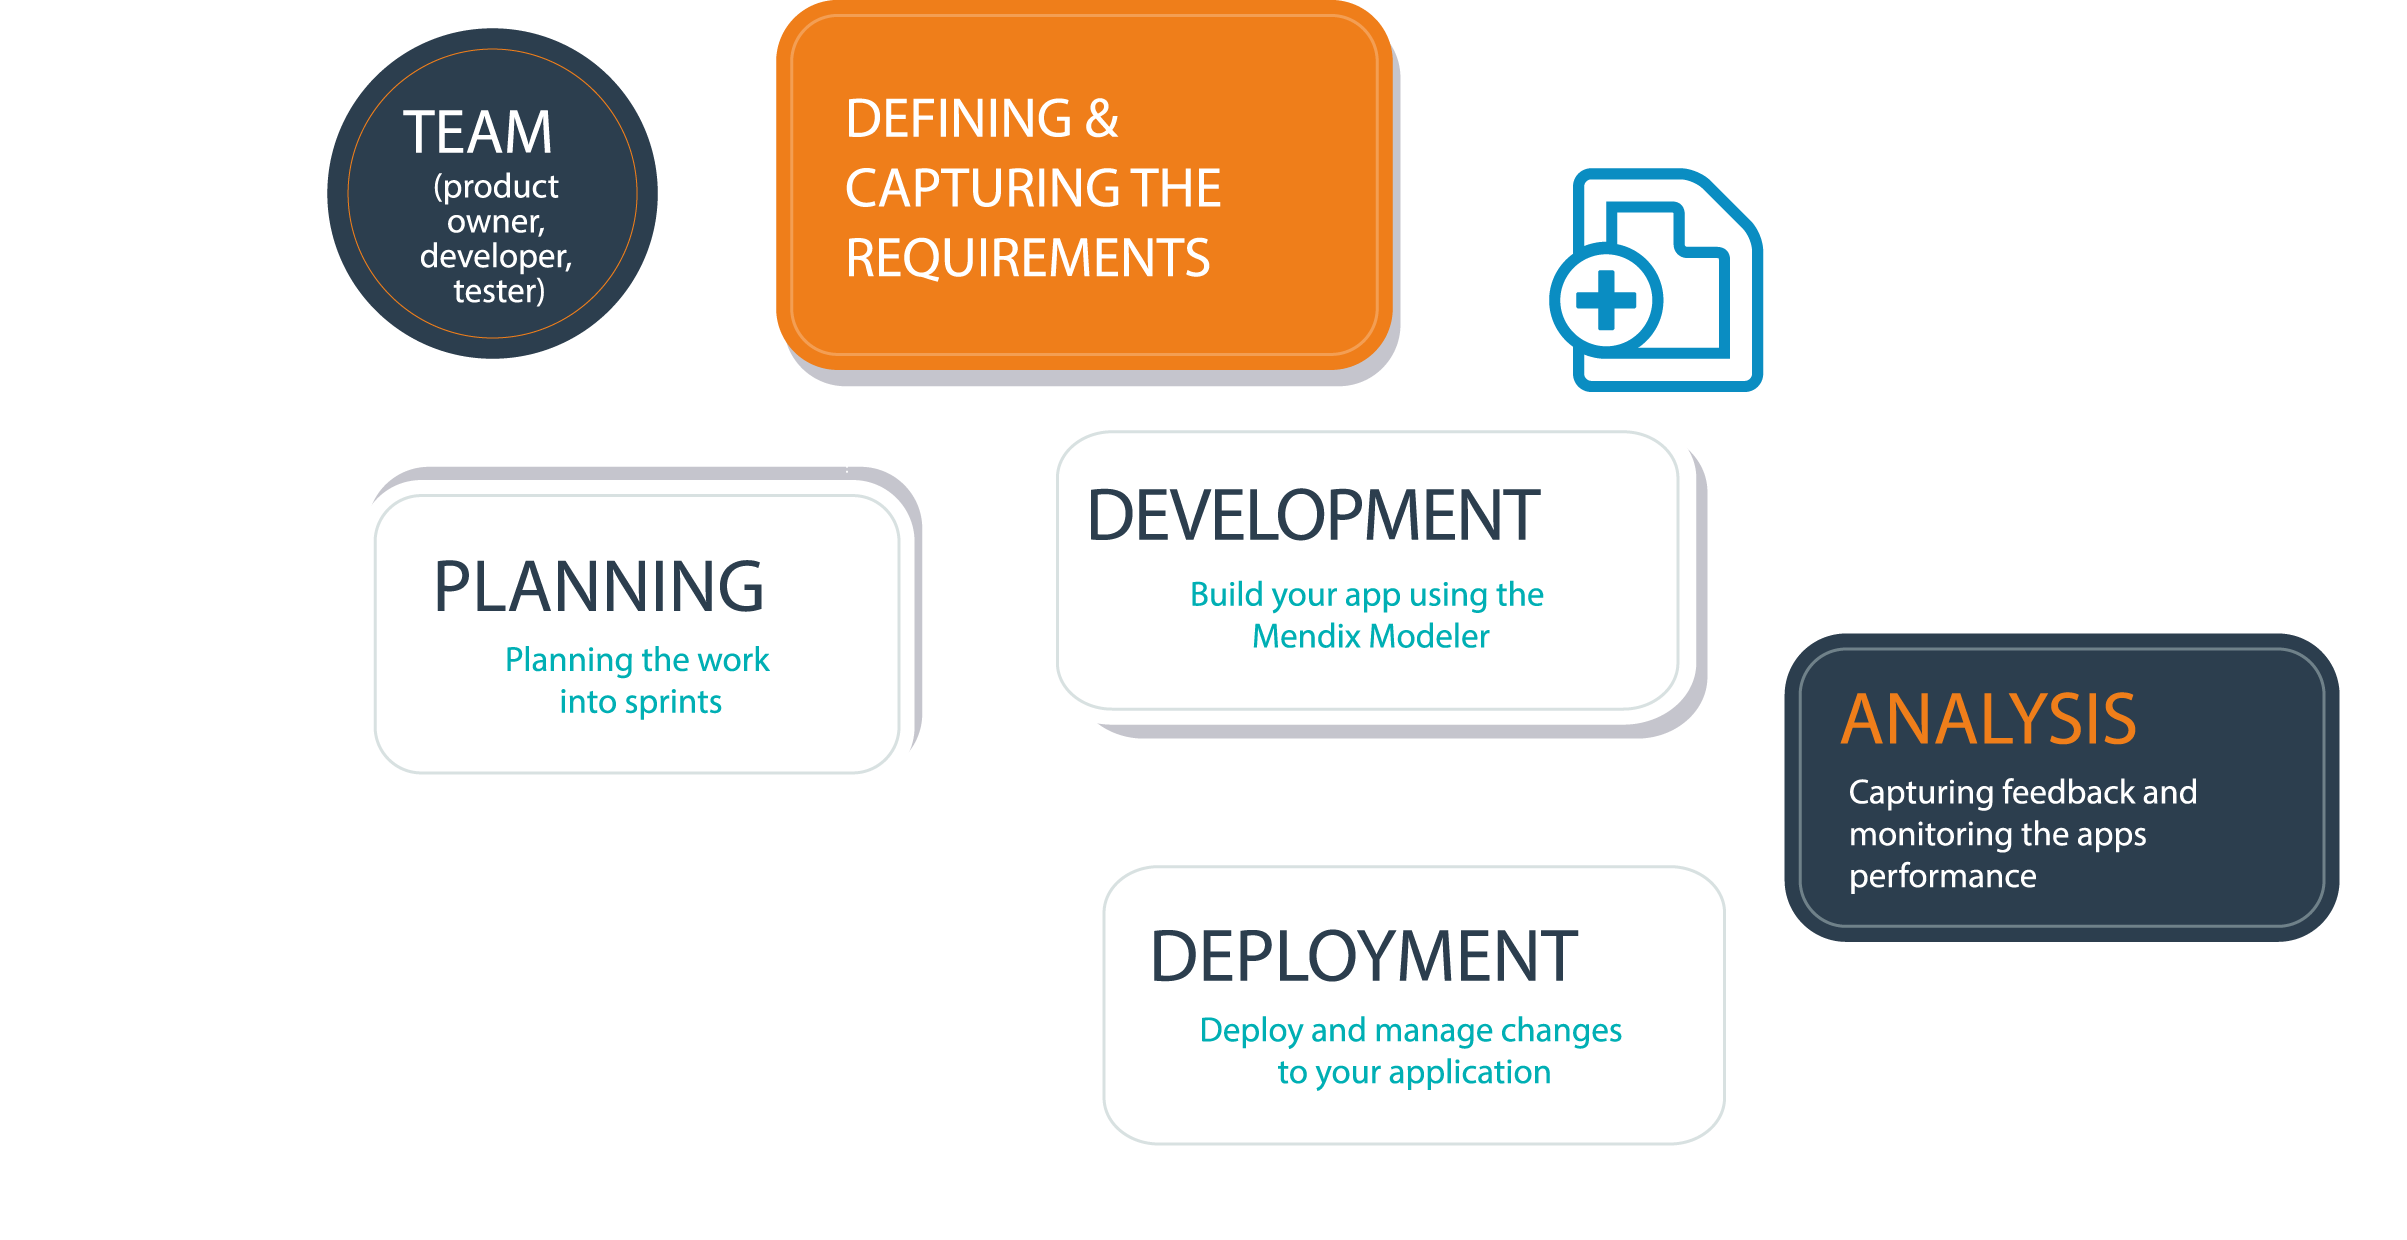 TEAM
(product
owner,
developer,
tester)
DEFINING &
CAPTURING THE
REQUIREMENTS
PLANNING
Planning the work
into sprints
DEVELOPMENT
Build your app using the
Mendix Modeler
ANALYSIS
Capturing feedback and
monitoring the apps
performance
DEPLOYMENT
Deploy and manage changes
to your application